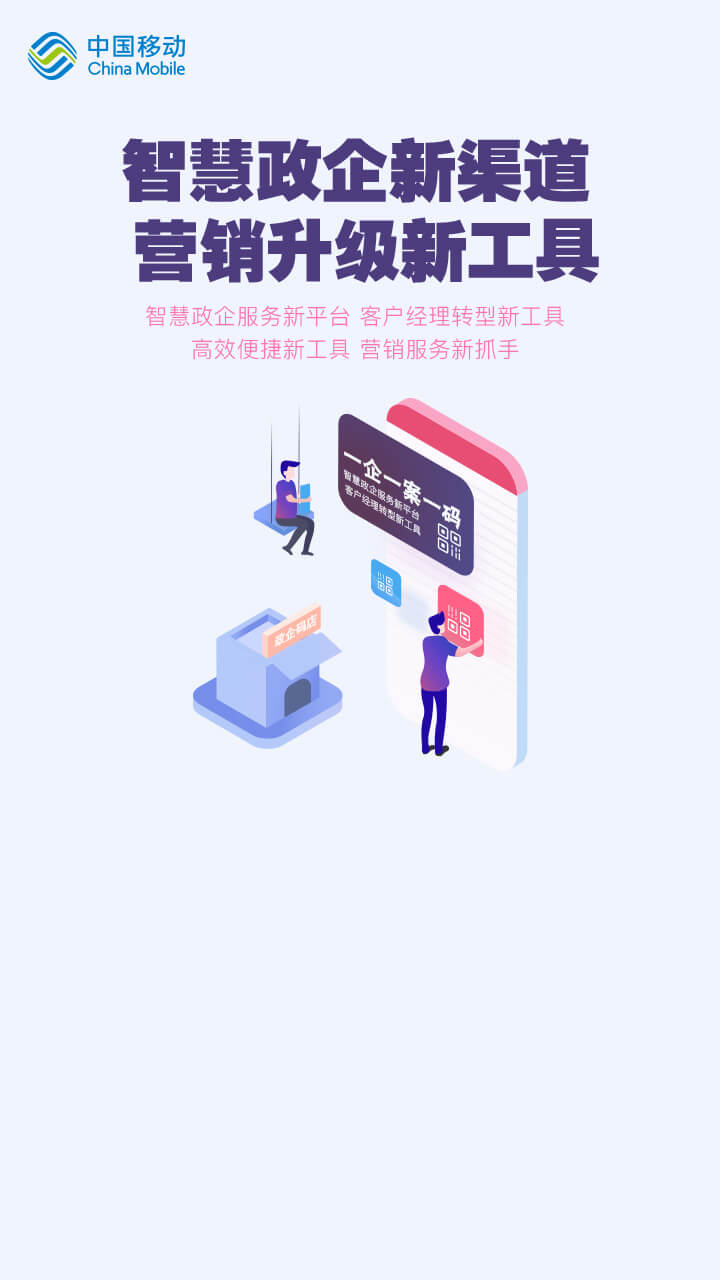 中国移动
China Mobile
智慧政企新渠道
营销升级新工具
智慧政企服务新平台 客户经理转型新工具
高效便捷新工具 营销服务新抓手
一企一案一码
智慧政企服务新平台
客户经理转型新工具
政企码店